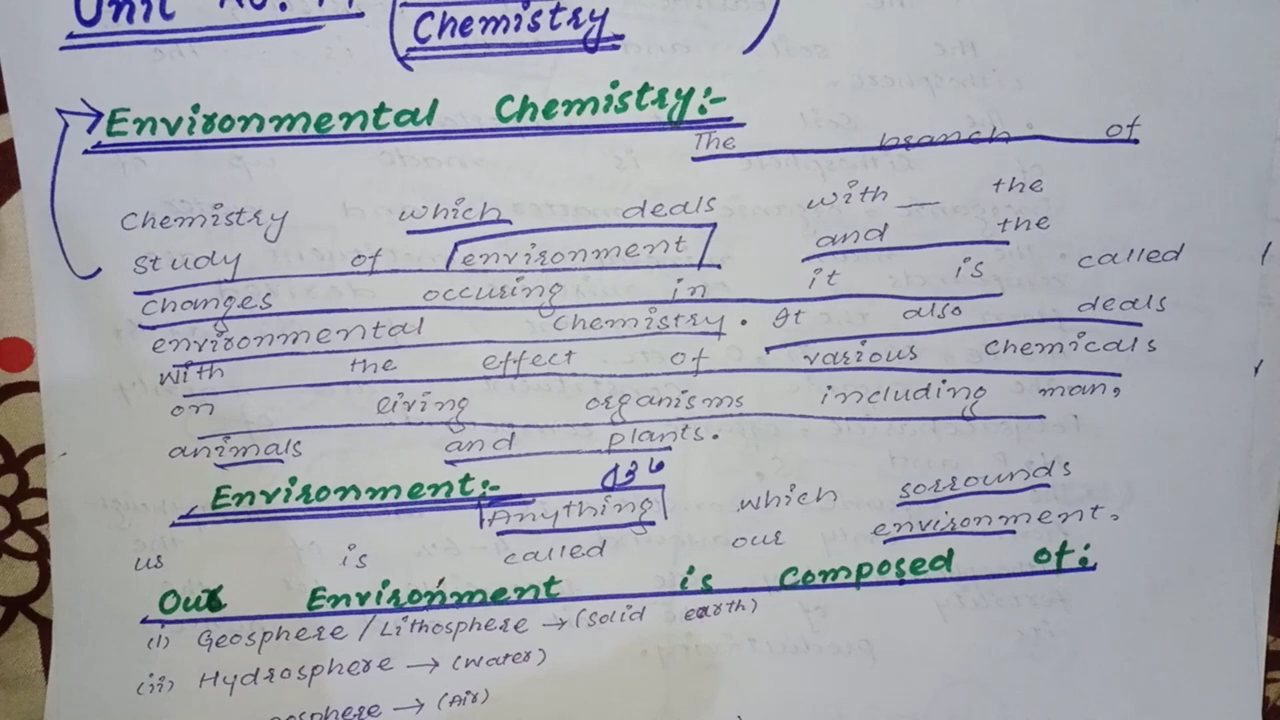 Unit No.
Chemistry
Environmental Chemistry:-
The branch of
Chemistry which deals with __ the
study of environment and the
changes occuring in it is called
environmental chemistry. It also deals
with the effect of various chemicals
on living organisms including man,
animals and plants.
Environment:-
Anything which sorrounds
us is called our environment.
Our Environment is composed of:
(i) Geosphere / Lithosphere → (Solid earth)
(ii) Hydrosphere → (Water)
osphere → (Air)